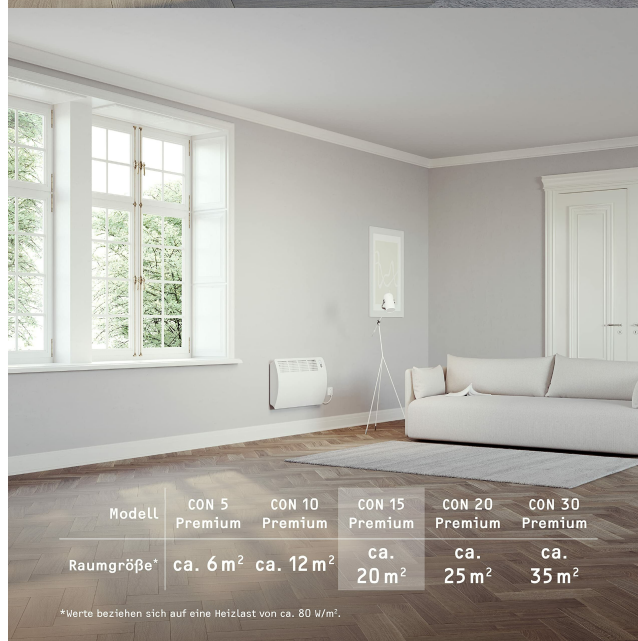 Modell CON 5 Premium CON 10 Premium CON 15 Premium CON 20 Premium CON 30 Premium
Raumgröße* ca. 6 m² ca. 12 m² ca. 20 m² ca. 25 m² ca. 35 m²
*Werte beziehen sich auf eine Heizlast von ca. 80 W/m².